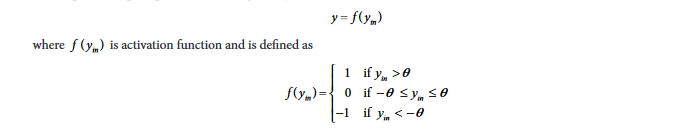 y = f(y_in)
where f (y_in) is activation function and is defined as
f(y_in) = { 1 if y_in > θ
0 if −θ ≤ y_in ≤ θ
−1 if y_in < −θ